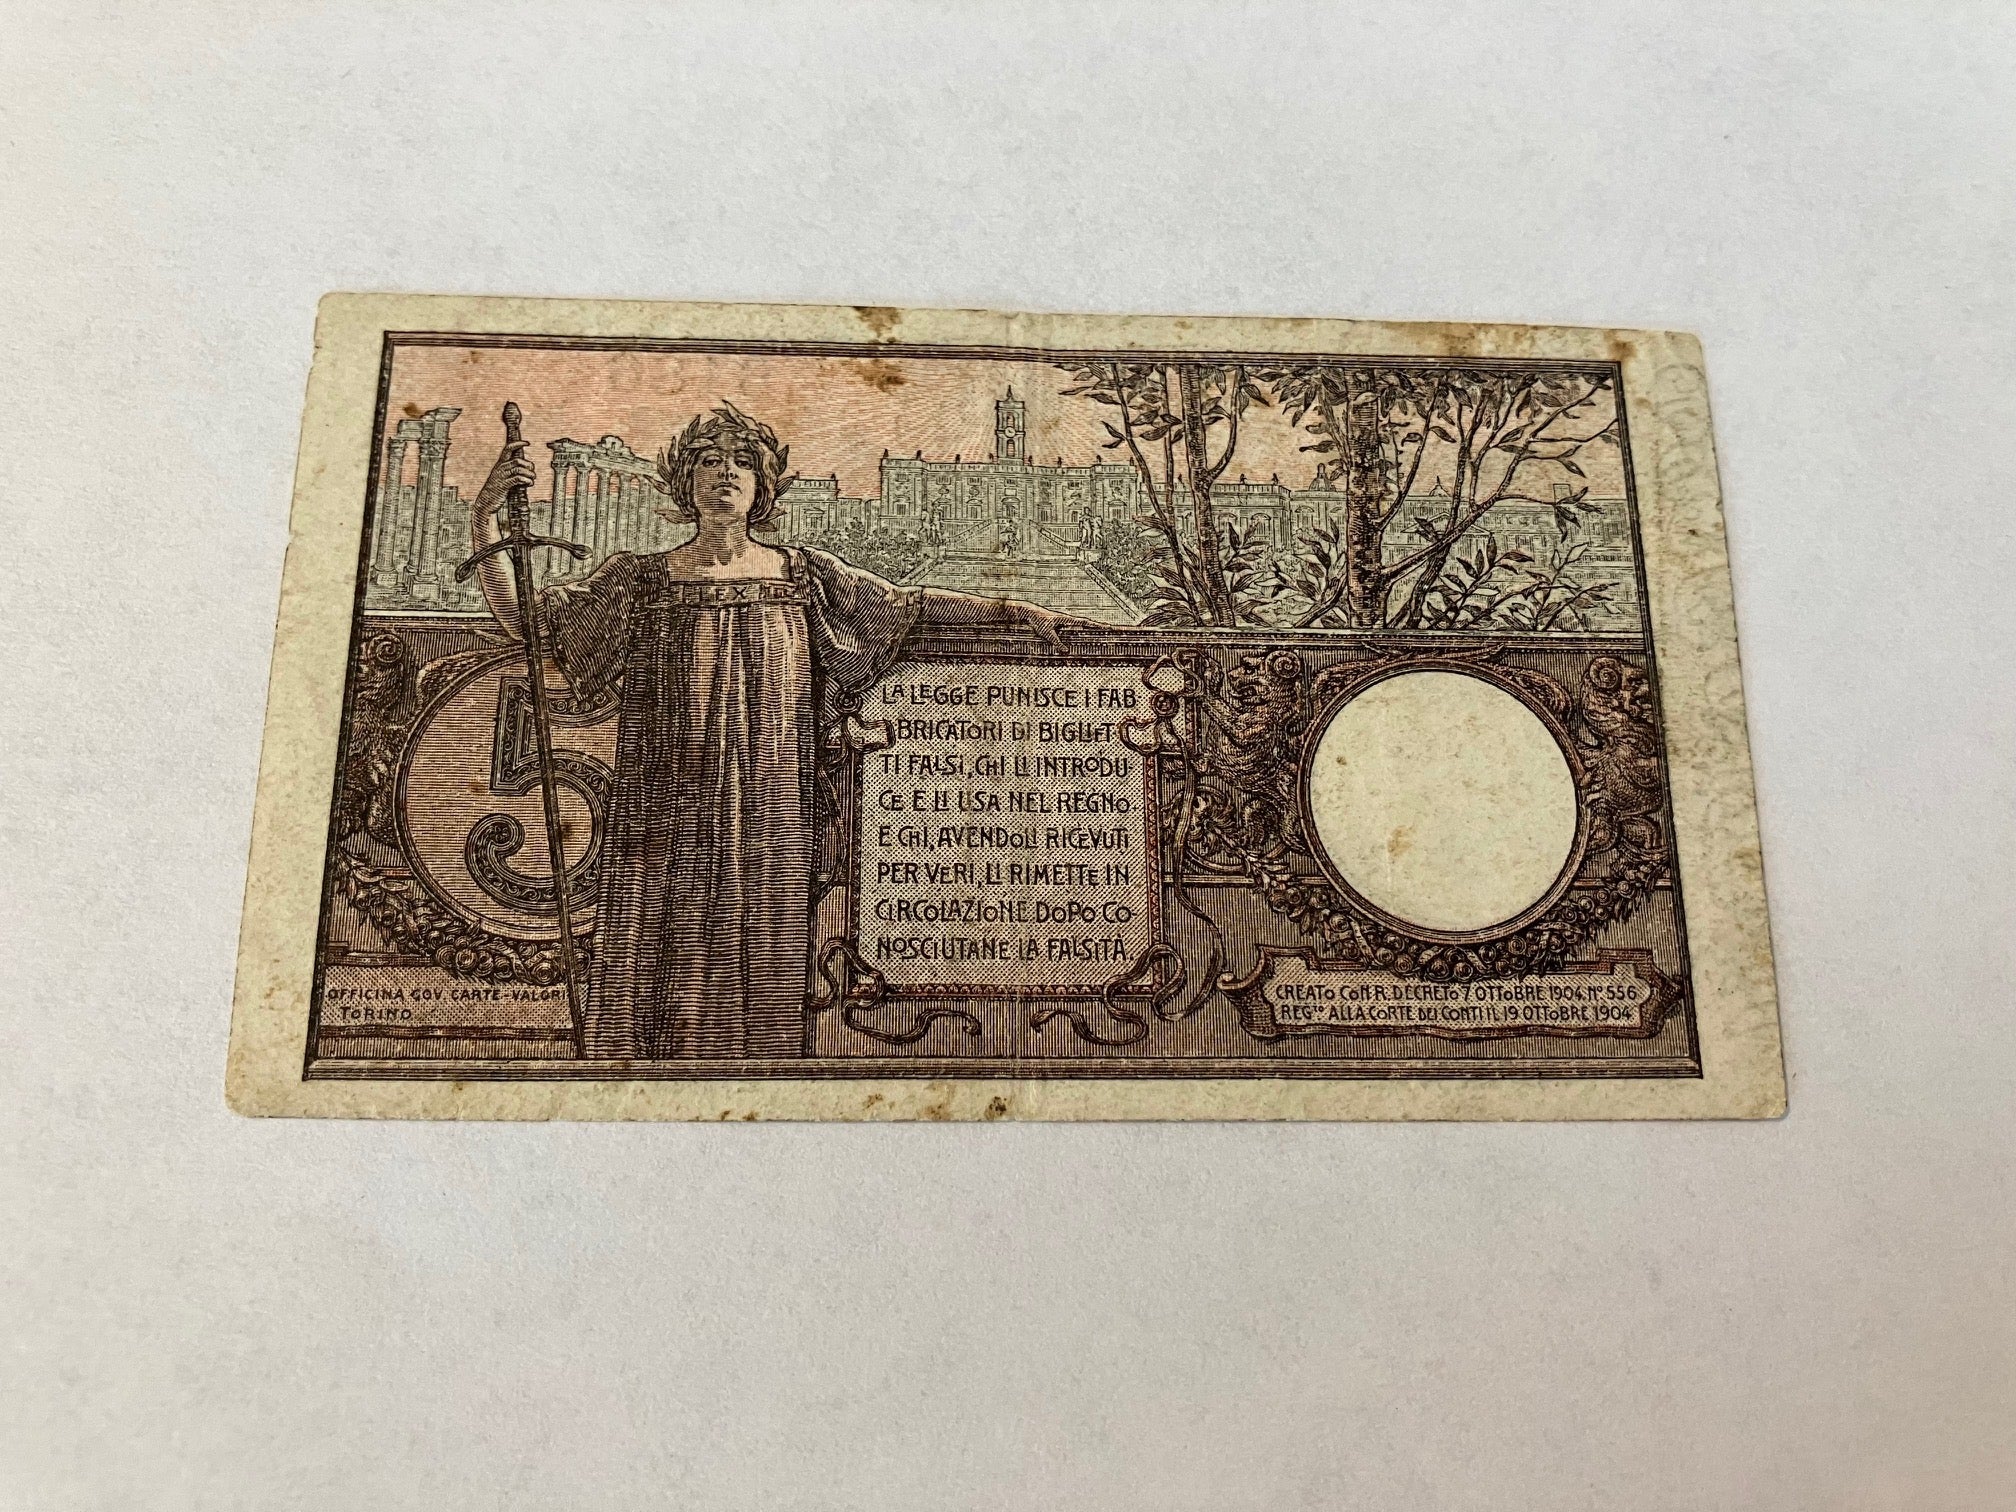 LEX
5
LA LEGGE PUNISCE I FAB
BRICATORI DI BIGLIET
TI FALSI, CHI LI INTRODU-
CE E LI USA NEL REGNO.
E CHI, AVENDOLI RICEVUTI
PER VERI, LI RIMETTE IN
CIRCOLAZIONE DOPO CO-
NOSCIUTANE LA FALSITÀ.
OFFICINA GOV. CARTE-VALORI
TORINO
CREATO CON R. DECRETO 7 OTTOBRE 1904. No. 556
REGTO ALLA CORTE DEI CONTI IL 19 OTTOBRE 1904